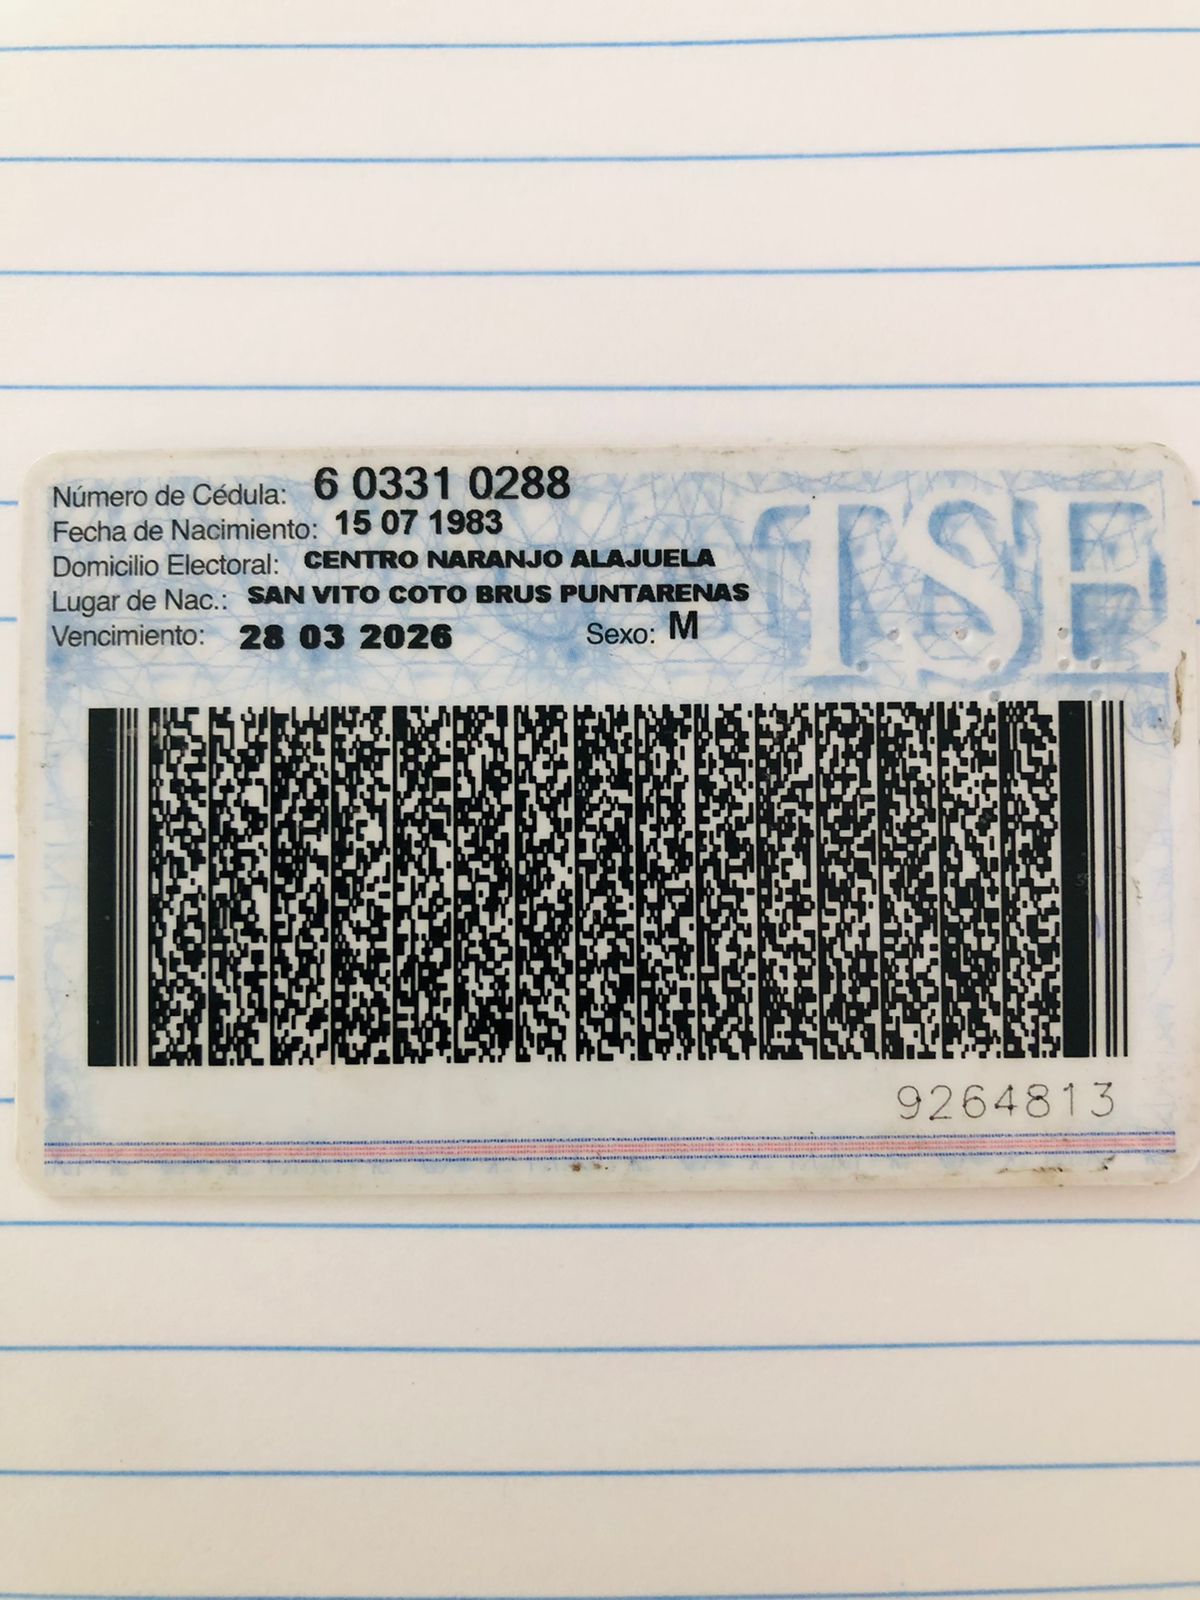 Número de Cédula: 6 0331 0288
Fecha de Nacimiento: 15 07 1983
Domicilio Electoral: CENTRO NARANJO ALAJUELA
Lugar de Nac.: SAN VITO COTO BRUS PUNTARENAS
Vencimiento: 28 03 2026 Sexo: M
TSE
9264813